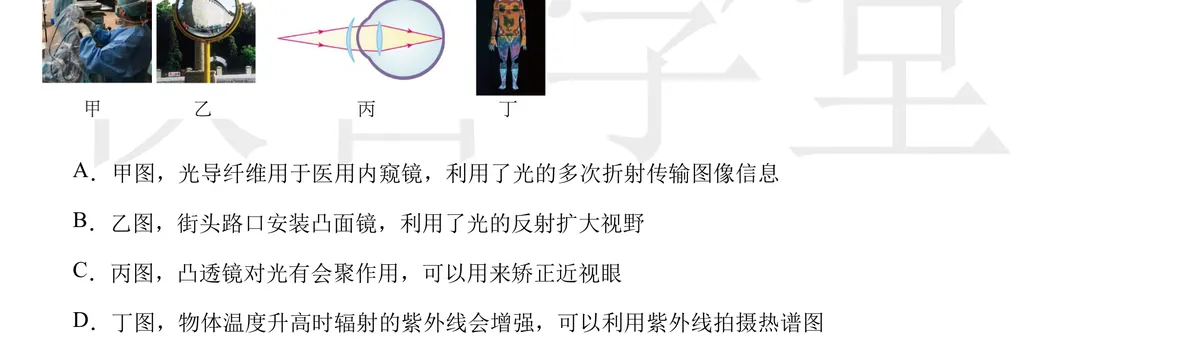 甲 乙 丙 丁
A．甲图，光导纤维用于医用内窥镜，利用了光的多次折射传输图像信息
B．乙图，街头路口安装凸面镜，利用了光的反射扩大视野
C．丙图，凸透镜对光有会聚作用，可以用来矫正近视眼
D．丁图，物体温度升高时辐射的紫外线会增强，可以利用紫外线拍摄热谱图